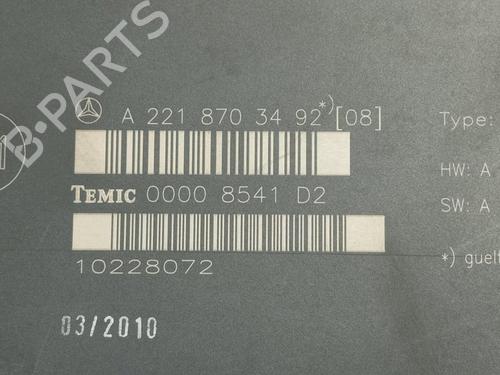 A 221 870 34 92*)[08]
Type:
TEMIC 0000 8541 D2
HW: A
SW: A
10228072
*) guelt
03/2010
B-PARTS